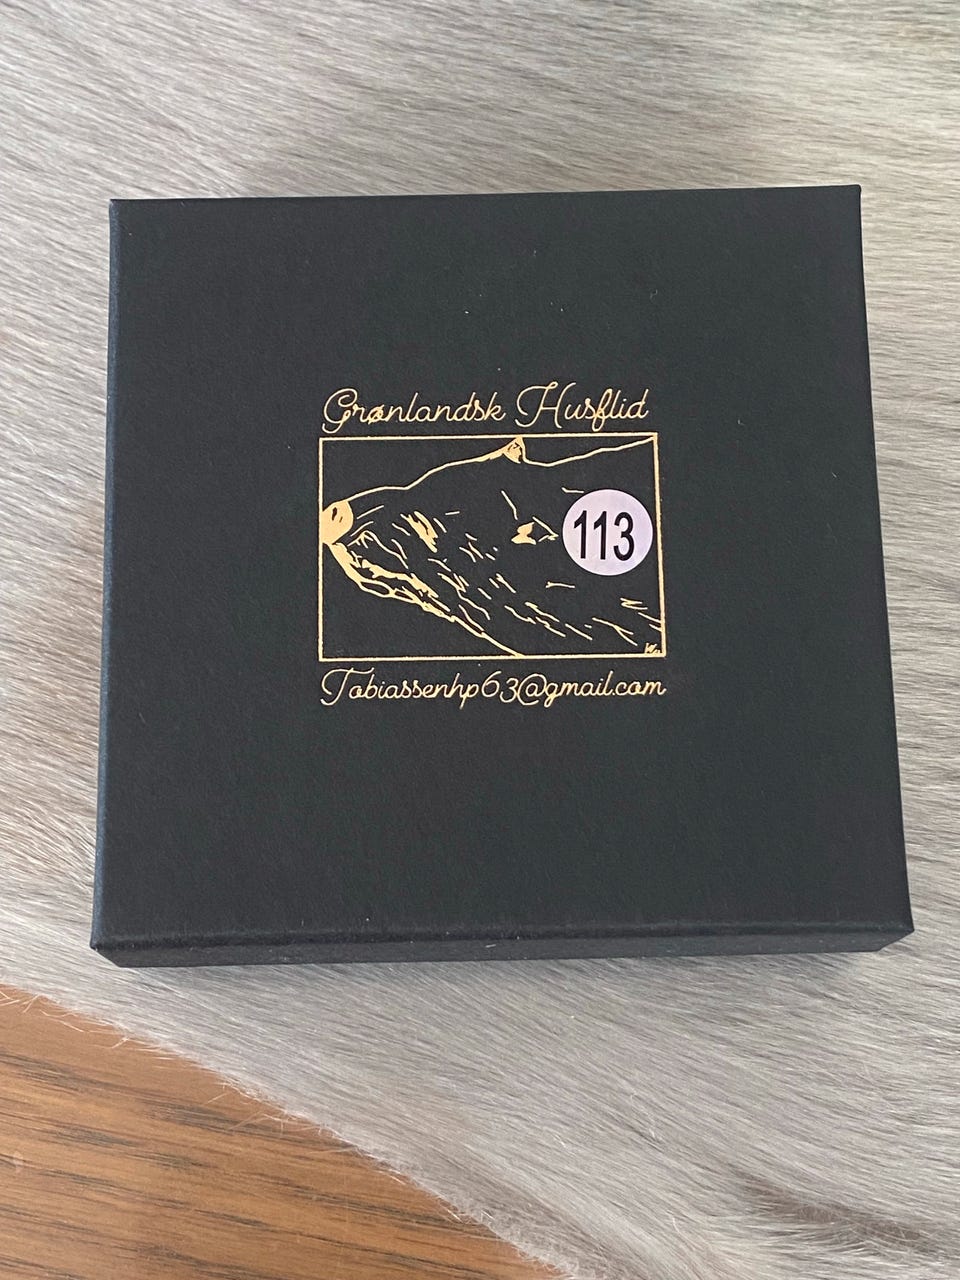 Grønlandsk Husflid
113
Tobiassenhp63@gmail.com